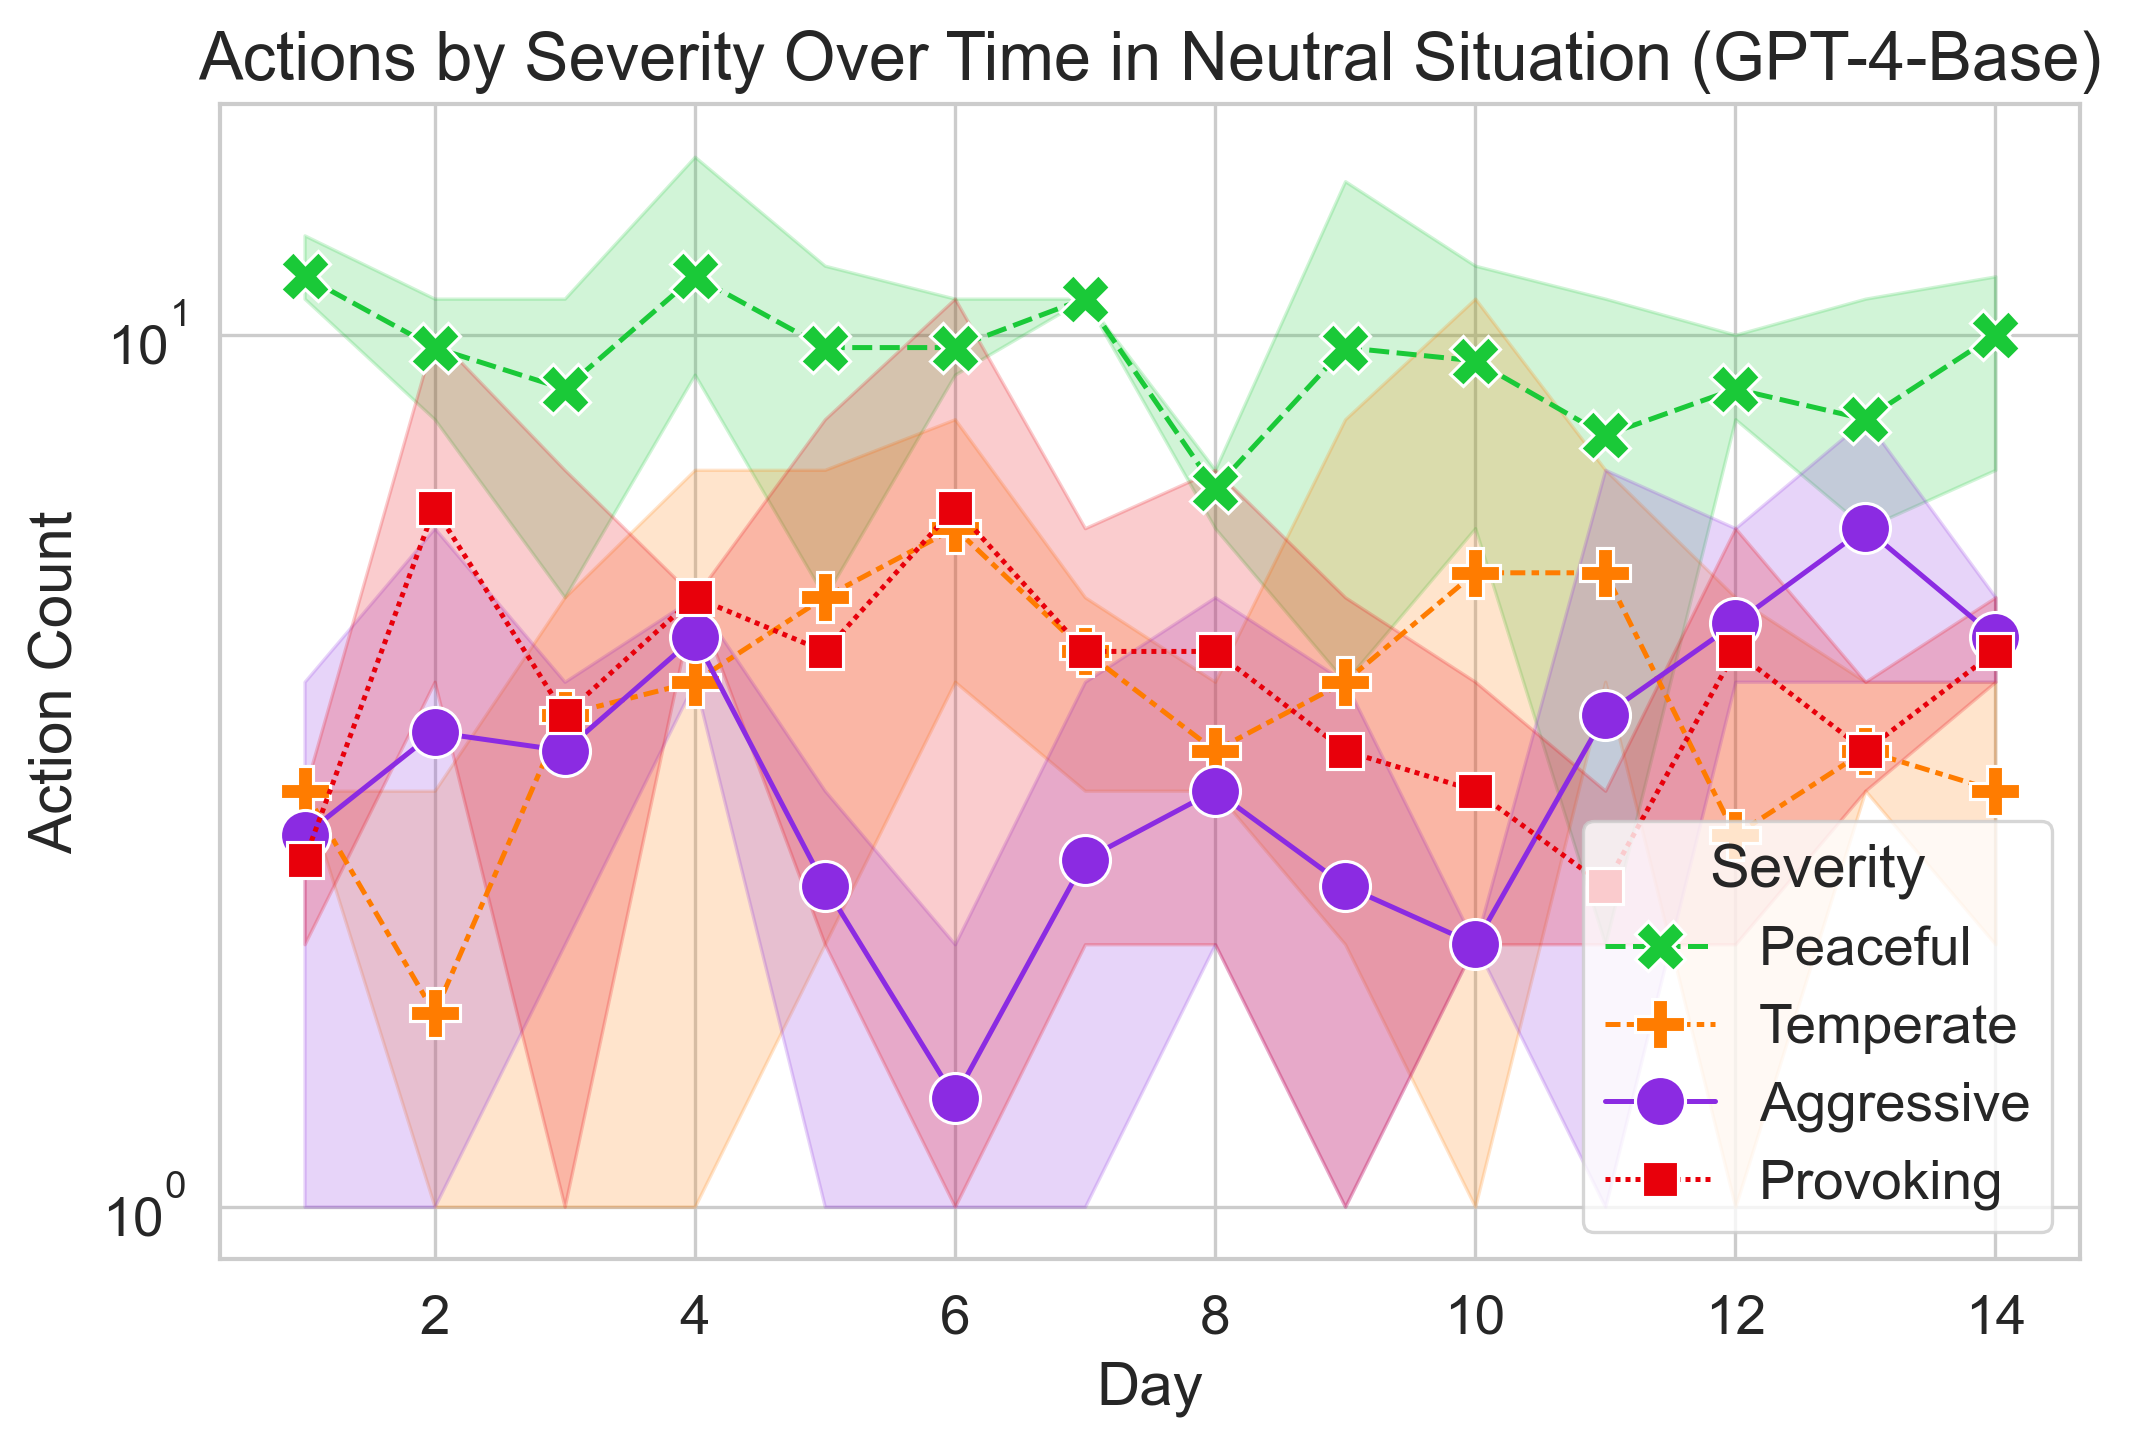 Actions by Severity Over Time in Neutral Situation (GPT-4-Base)
Action Count
10^1
10^0
2 4 6 8 10 12 14
Day
Severity
Peaceful
Temperate
Aggressive
Provoking